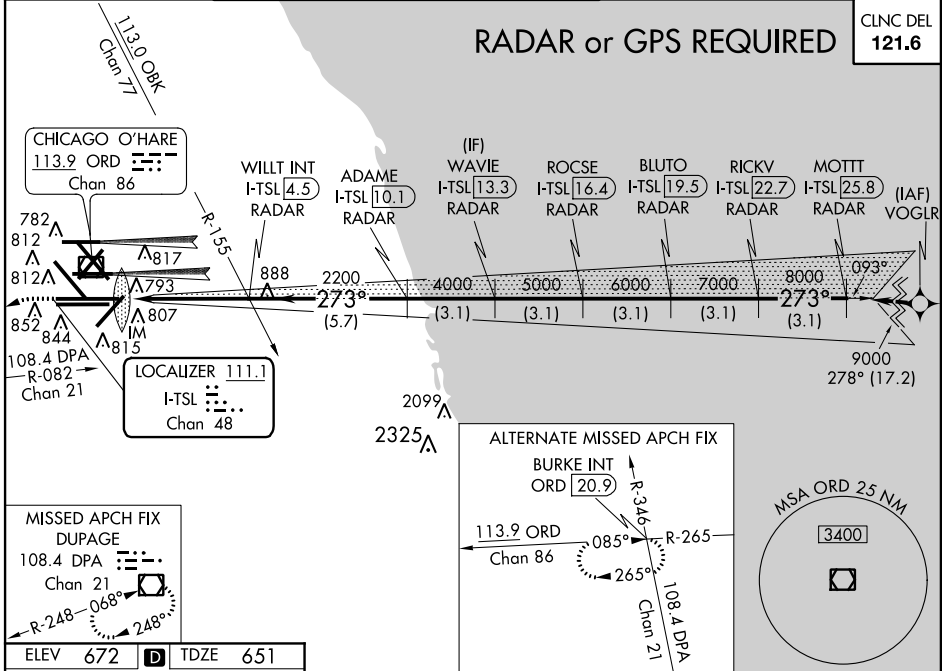 RADAR or GPS REQUIRED
CLNC DEL
121.6
113.0 OBK
Chan 77
CHICAGO O'HARE
113.9 ORD
Chan 86
R-155
WILLT INT
I-TSL 4.5
RADAR
ADAME
I-TSL 10.1
RADAR
(IF)
WAVIE
I-TSL 13.3
RADAR
ROCSE
I-TSL 16.4
RADAR
BLUTO
I-TSL 19.5
RADAR
RICKV
I-TSL 22.7
RADAR
MOTTT
I-TSL 25.8
RADAR
(IAF)
VOGLR
782
812
812
817
793
807
IM
852
844
815
888
2200
273°
(5.7)
4000
(3.1)
5000
(3.1)
6000
(3.1)
7000
(3.1)
8000
273°
(3.1)
093°
9000
278° (17.2)
108.4 DPA
R-082
Chan 21
LOCALIZER 111.1
I-TSL
Chan 48
2099
2325
MISSED APCH FIX
DUPAGE
108.4 DPA
Chan 21
R-248
068°
248°
ALTERNATE MISSED APCH FIX
BURKE INT
ORD 20.9
R-346
113.9 ORD
Chan 86
085°
R-265
265°
108.4 DPA
Chan 21
MSA ORD 25 NM
3400
ELEV 672 D TDZE 651